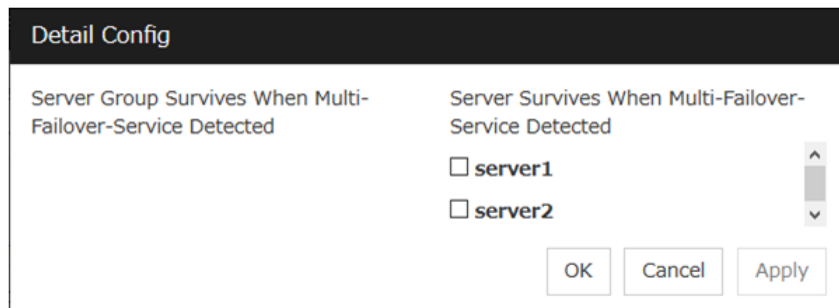 Detail Config
Server Group Survives When Multi-
Failover-Service Detected
Server Survives When Multi-Failover-
Service Detected
server1
server2
OK
Cancel
Apply